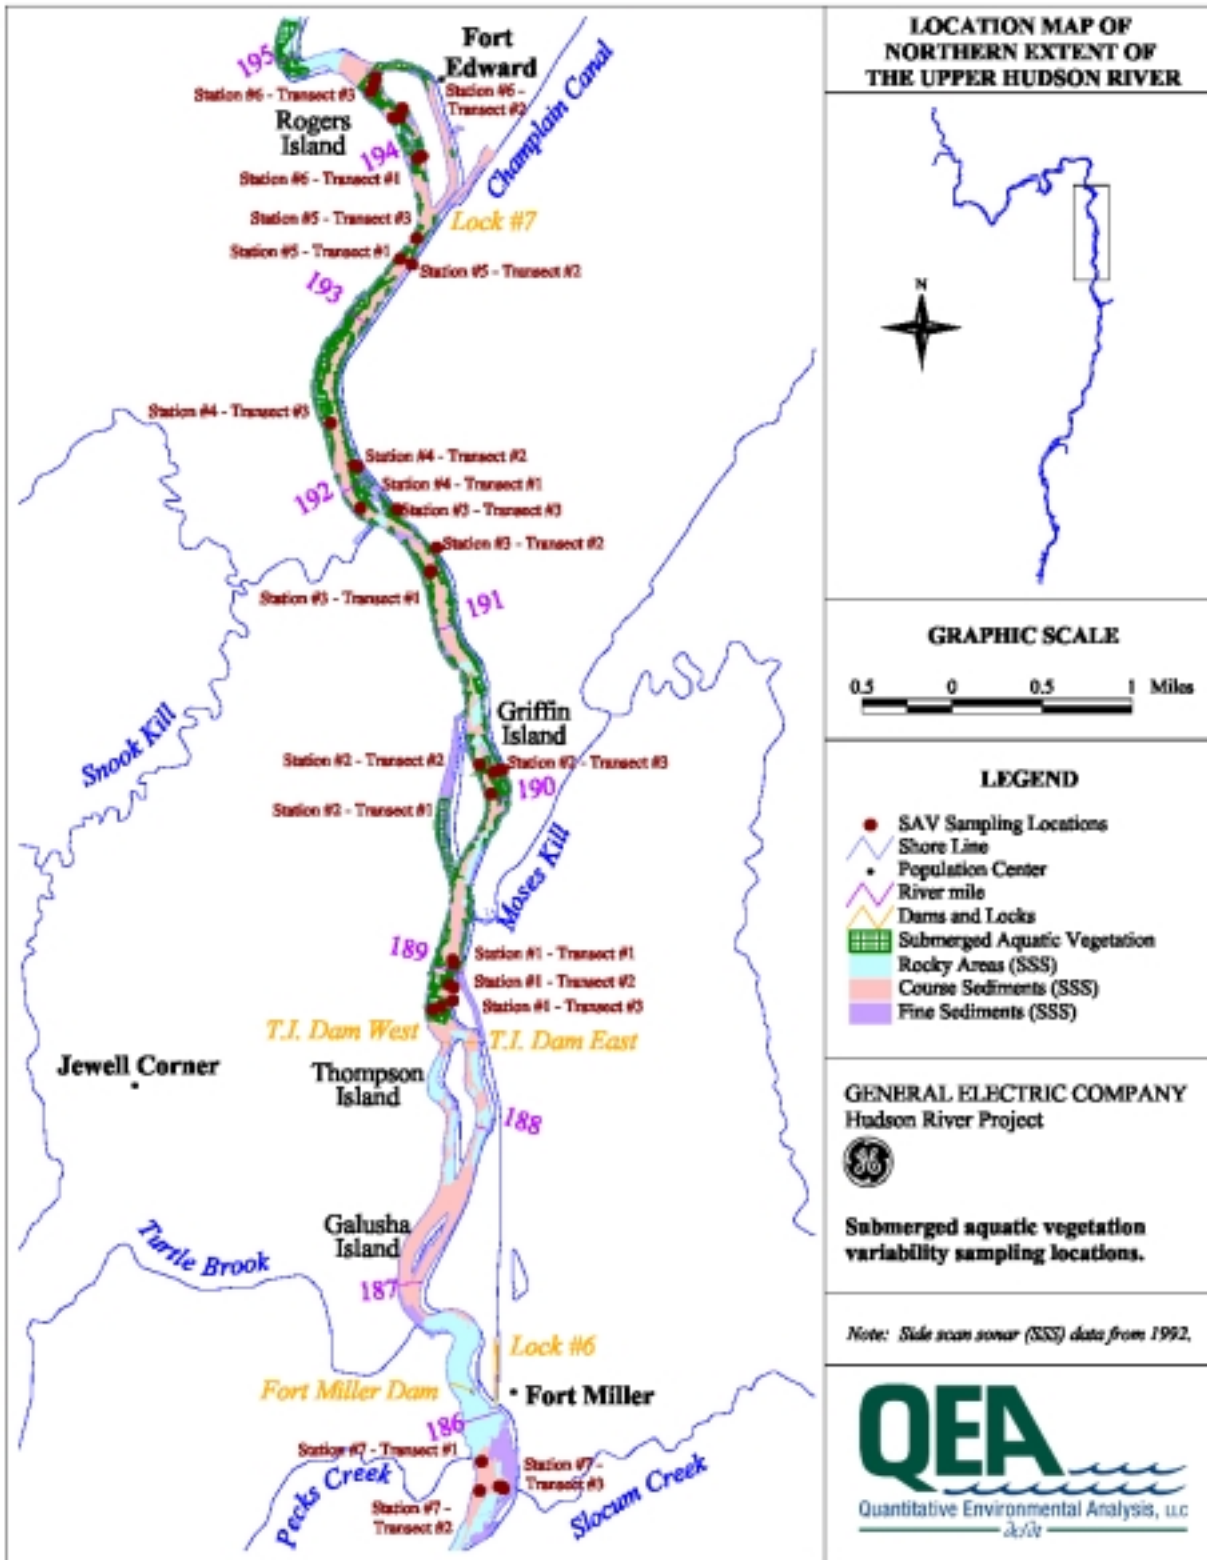 195
Fort
Edward
Station #6 - Transect #3
Station #6 -
Transect #2
Rogers
Island
194
Champlain Canal
Station #6 - Transect #1
Station #5 - Transect #3
Lock #7
Station #5 - Transect #1
Station #5 - Transect #2
193
Station #4 - Transect #3
Station #4 - Transect #2
Station #4 - Transect #1
192
Station #3 - Transect #3
Station #3 - Transect #2
Station #3 - Transect #1
191
Snook Kill
Griffin
Island
Station #2 - Transect #2
Station #2 - Transect #3
190
Station #2 - Transect #1
Moses Kill
189
Station #1 - Transect #1
Station #1 - Transect #2
Station #1 - Transect #3
T.I. Dam West
T.I. Dam East
Jewell Corner
Thompson
Island
188
Galusha
Island
Turtle Brook
187
Lock #6
Fort Miller Dam
Fort Miller
186
Station #7 - Transect #1
Station #7 -
Transect #3
Pecks Creek
Station #7 -
Transect #2
Slocum Creek
LOCATION MAP OF
NORTHERN EXTENT OF
THE UPPER HUDSON RIVER
N
GRAPHIC SCALE
0.5 0 0.5 1 Miles
LEGEND
SAV Sampling Locations
Shore Line
Population Center
River mile
Dams and Locks
Submerged Aquatic Vegetation
Rocky Areas (SSS)
Course Sediments (SSS)
Fine Sediments (SSS)
GENERAL ELECTRIC COMPANY
Hudson River Project
GE
Submerged aquatic vegetation
variability sampling locations.
Note: Side scan sonar (SSS) data from 1992.
QEA
Quantitative Environmental Analysis, LLC
∂c/∂t